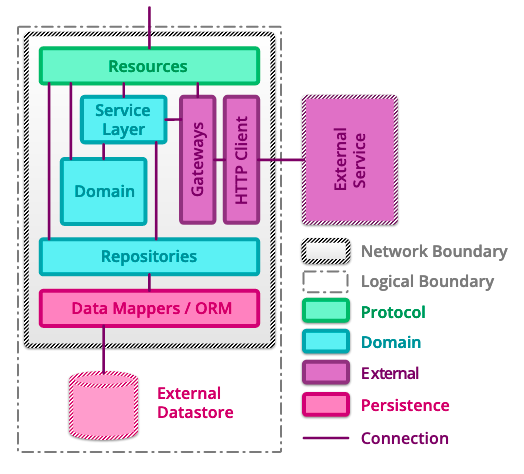 Resources
Service
Layer
Gateways
HTTP Client
External
Service
Domain
Repositories
Data Mappers / ORM
External
Datastore
Network Boundary
Logical Boundary
Protocol
Domain
External
Persistence
Connection